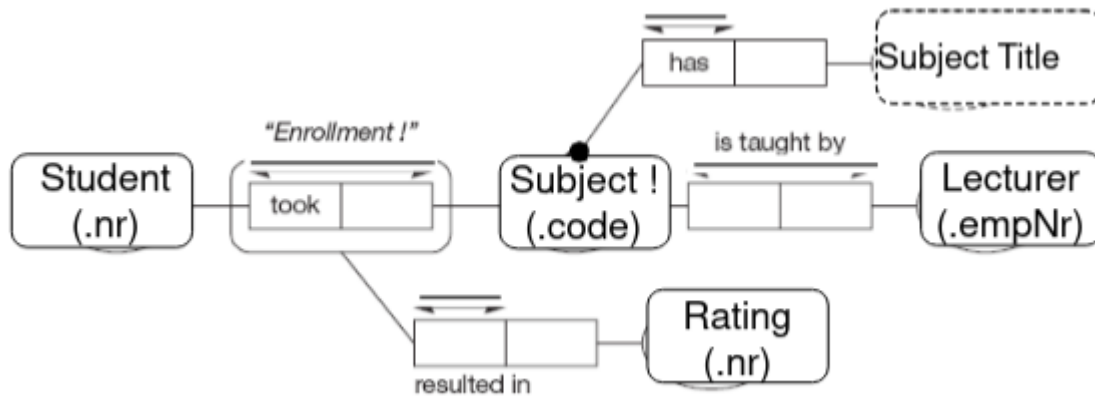 has
Subject Title
"Enrollment !"
is taught by
Student
(.nr)
took
Subject !
(.code)
Lecturer
(.empNr)
Rating
(.nr)
resulted in